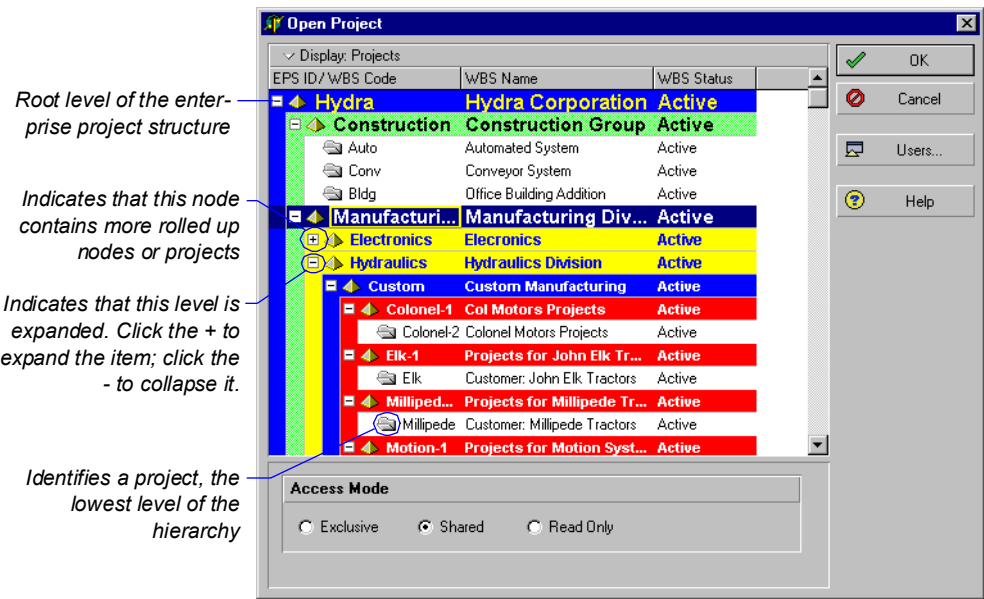 Open Project
Display: Projects
EPS ID / WBS Code WBS Name WBS Status
Hydra Hydra Corporation Active
Construction Construction Group Active
Auto Automated System Active
Conv Conveyor System Active
Bldg Office Building Addition Active
Manufacturi... Manufacturing Div... Active
Electronics Elecronics Active
Hydraulics Hydraulics Division Active
Custom Custom Manufacturing Active
Colonel-1 Col Motors Projects Active
Colonel-2 Colonel Motors Projects Active
Elk-1 Projects for John Elk Tr... Active
Elk Customer: John Elk Tractors Active
Milliped... Projects for Millipede Tr... Active
Millipede Customer: Millipede Tractors Active
Motion-1 Projects for Motion Syst... Active
Access Mode
Exclusive Shared Read Only
OK
Cancel
Users...
Help
Root level of the enter-
prise project structure
Indicates that this node
contains more rolled up
nodes or projects
Indicates that this level is
expanded. Click the + to
expand the item; click the
- to collapse it.
Identifies a project, the
lowest level of the
hierarchy